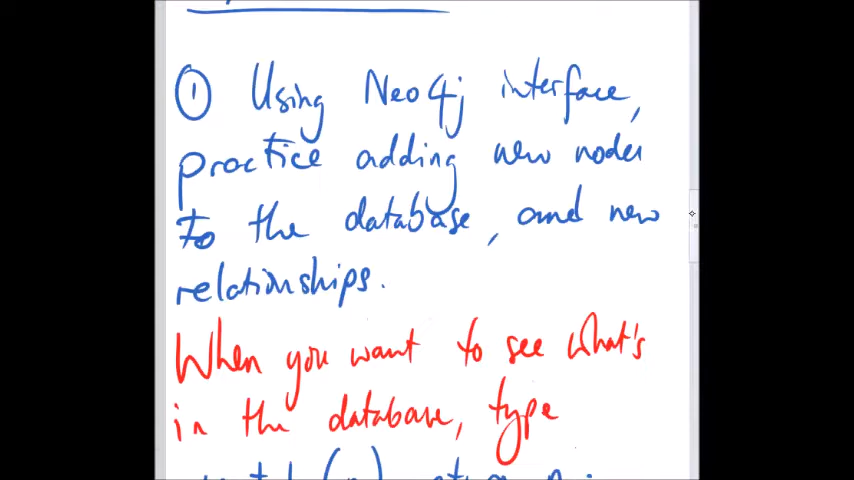 ① Using Neo4j interface,
practice adding new nodes
to the database, and new
relationships.
When you want to see what's
in the database, type